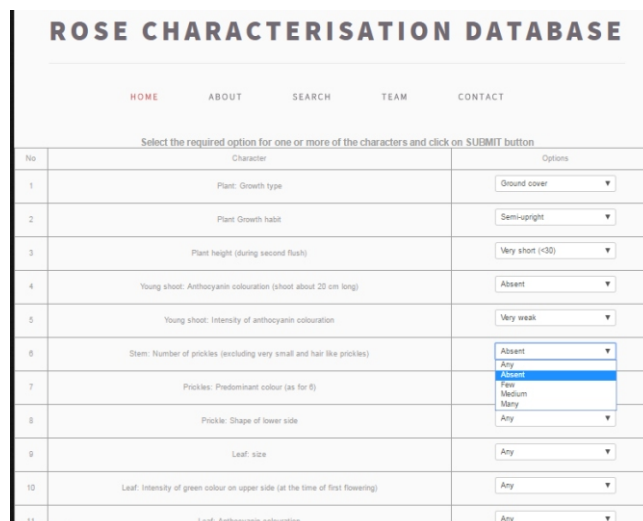 ROSE CHARACTERISATION DATABASE
HOME ABOUT SEARCH TEAM CONTACT
Select the required option for one or more of the characters and click on SUBMIT button
No Character Options
1 Plant: Growth type Ground cover
2 Plant Growth habit Semi-upright
3 Plant height (during second flush) Very short (<30)
4 Young shoot: Anthocyanin colouration (shoot about 20 cm long) Absent
5 Young shoot: Intensity of anthocyanin colouration Very weak
6 Stem: Number of prickles (excluding very small and hair like prickles) Absent
Any
Absent
Few
Medium
Many
7 Prickles: Predominant colour (as for 6)
8 Prickle: Shape of lower side Any
9 Leaf: size Any
10 Leaf: Intensity of green colour on upper side (at the time of first flowering) Any
11 Leaf: Anthocyanin colouration Any